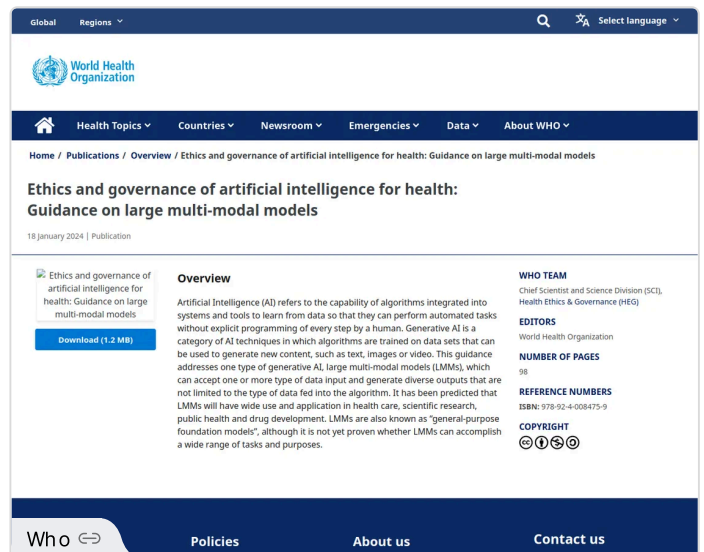 Global Regions Select language
World Health
Organization
Health Topics Countries Newsroom Emergencies Data About WHO
Home / Publications / Overview / Ethics and governance of artificial intelligence for health: Guidance on large multi-modal models
Ethics and governance of artificial intelligence for health:
Guidance on large multi-modal models
18 January 2024 | Publication
Ethics and governance of
artificial intelligence for
health: Guidance on large
multi-modal models
Download (1.2 MB)
Overview
Artificial Intelligence (AI) refers to the capability of algorithms integrated into
systems and tools to learn from data so that they can perform automated tasks
without explicit programming of every step by a human. Generative AI is a
category of AI techniques in which algorithms are trained on data sets that can
be used to generate new content, such as text, images or video. This guidance
addresses one type of generative AI, large multi-modal models (LMMs), which
can accept one or more type of data input and generate diverse outputs that are
not limited to the type of data fed into the algorithm. It has been predicted that
LMMs will have wide use and application in health care, scientific research,
public health and drug development. LMMs are also known as “general-purpose
foundation models”, although it is not yet proven whether LMMs can accomplish
a wide range of tasks and purposes.
WHO TEAM
Chief Scientist and Science Division (SCI),
Health Ethics & Governance (HEG)
EDITORS
World Health Organization
NUMBER OF PAGES
98
REFERENCE NUMBERS
ISBN: 978-92-4-008475-9
COPYRIGHT
Who Policies About us Contact us